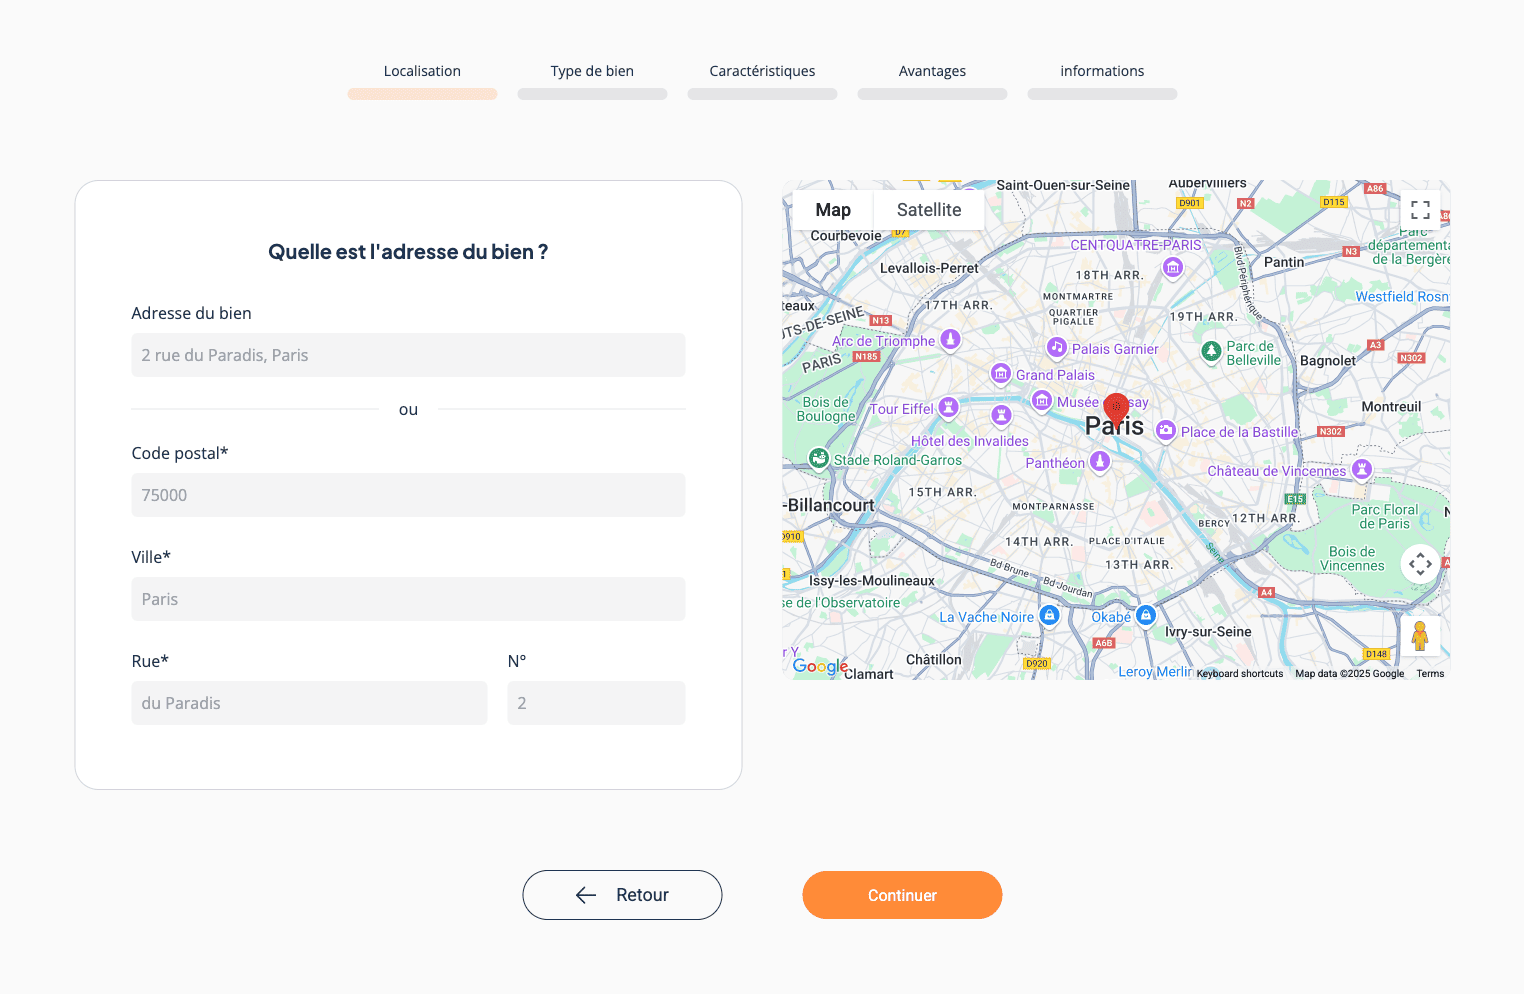 Localisation
Type de bien
Caractéristiques
Avantages
informations
Quelle est l'adresse du bien ?
Adresse du bien
2 rue du Paradis, Paris
ou
Code postal*
75000
Ville*
Paris
Rue*
N°
du Paradis
2
Map
Satellite
Saint-Ouen-sur-Seine
Aubervilliers
A86
D901
N2
D115
Courbevoie
D7
CENTQUATRE-PARIS
Parc
départementa
de la Bergère
N3
Levallois-Perret
18TH ARR.
Pantin
Blvd Périphérique
MONTMARTRE
Westfield Rosn
17TH ARR.
QUARTIER
PIGALLE
19TH ARR.
UTS-DE-SEINE
N13
Arc de Triomphe
Palais Garnier
Parc de
Belleville
A3
N302
PARIS
N185
Bagnolet
Grand Palais
Bois de
Boulogne
Tour Eiffel
Montreuil
Paris
Place de la Bastille
N302
Hôtel des Invalides
Stade Roland-Garros
Panthéon
Château de Vincennes
15TH ARR.
E15
-Billancourt
MONTPARNASSE
Parc Floral
de Paris
BERCY
12TH ARR.
D910
14TH ARR.
PLACE D'ITALIE
Seine
Bois de
Vincennes
13TH ARR.
Bd Brune
Bd Jourdan
Issy-les-Moulineaux
A4
se de l'Observatoire
La Vache Noire
Okabé
Ivry-sur-Seine
A6B
D148
Châtillon
D920
Google
Clamart
Leroy Merlin
Keyboard shortcuts
Map data ©2025 Google
Terms
Retour
Continuer